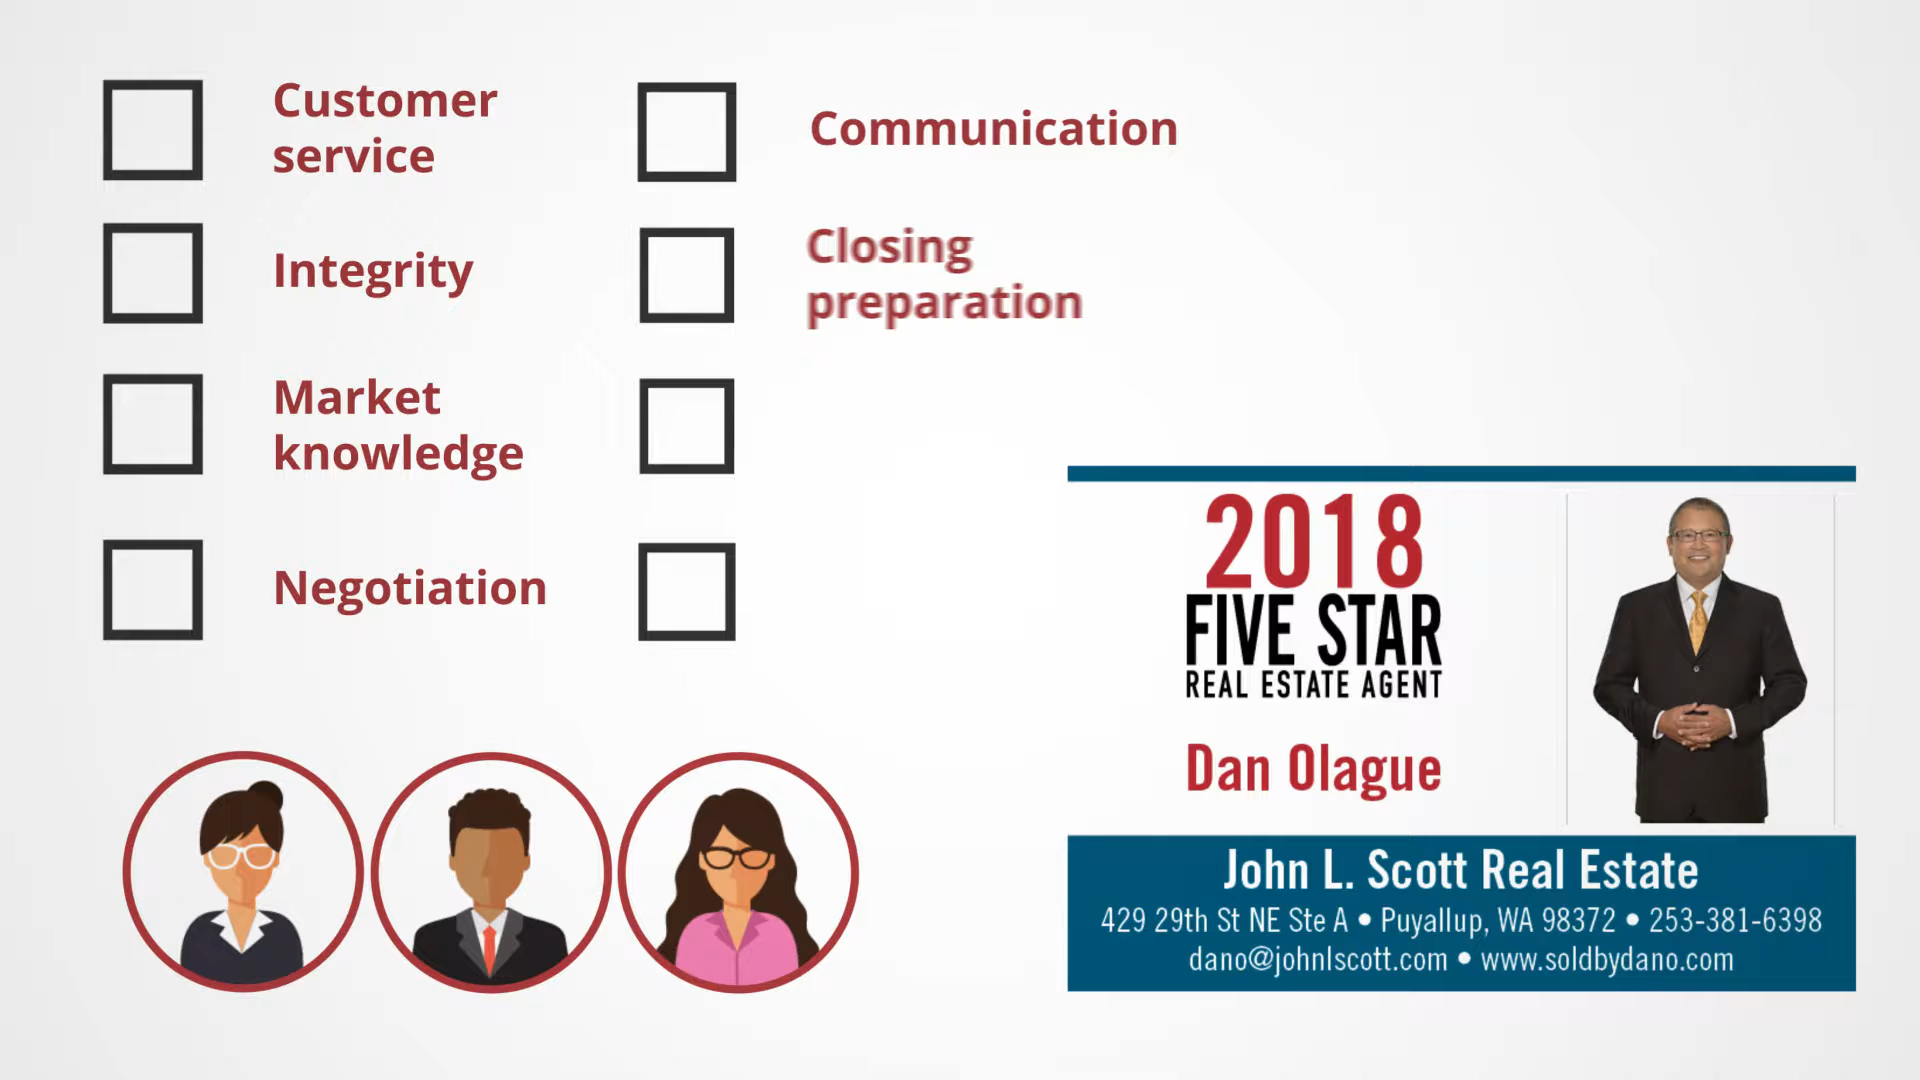 Customer
service
Integrity
Market
knowledge
Negotiation
Communication
Closing
preparation
2018
FIVE STAR
REAL ESTATE AGENT
Dan Olague
John L. Scott Real Estate
429 29th St NE Ste A • Puyallup, WA 98372 • 253-381-6398
dano@johnlscott.com • www.soldbydano.com